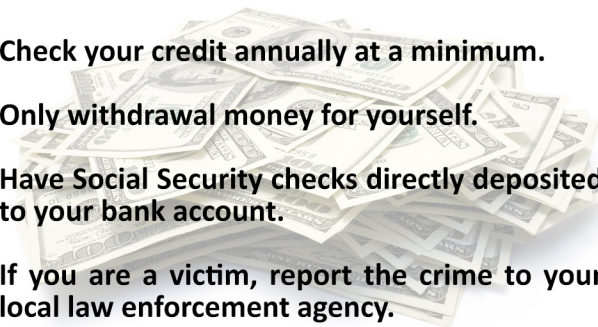 Check your credit annually at a minimum.
Only withdrawal money for yourself.
Have Social Security checks directly deposited
to your bank account.
If you are a victim, report the crime to your
local law enforcement agency.